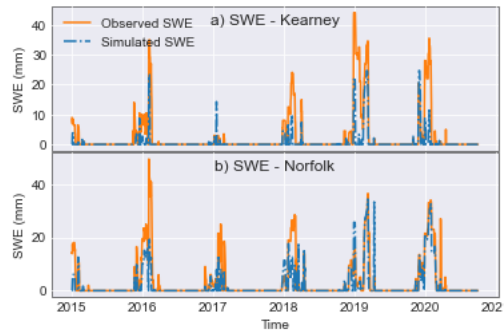 a) SWE - Kearney
Observed SWE
Simulated SWE
SWE (mm)
40
30
20
10
0
b) SWE - Norfolk
SWE (mm)
40
20
0
2015 2016 2017 2018 2019 2020 202
Time